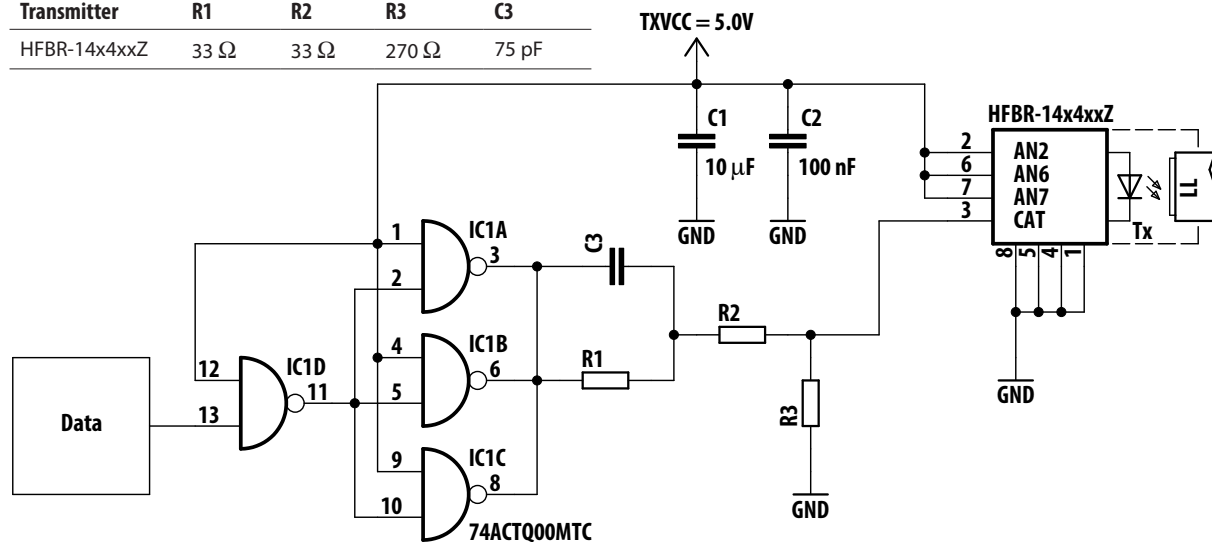 Transmitter R1 R2 R3 C3
HFBR-14x4xxZ 33 Ω 33 Ω 270 Ω 75 pF
TXVCC = 5.0V
C1
10 μF
GND
C2
100 nF
GND
HFBR-14x4xxZ
2 AN2
6 AN6
7 AN7
3 CAT
8 5 4 1
Tx
LL
GND
1
2
IC1A
3
4
5
IC1B
6
9
10
IC1C
8
74ACTQ00MTC
Data
12
13
IC1D
11
C3
R1
R2
R3
GND